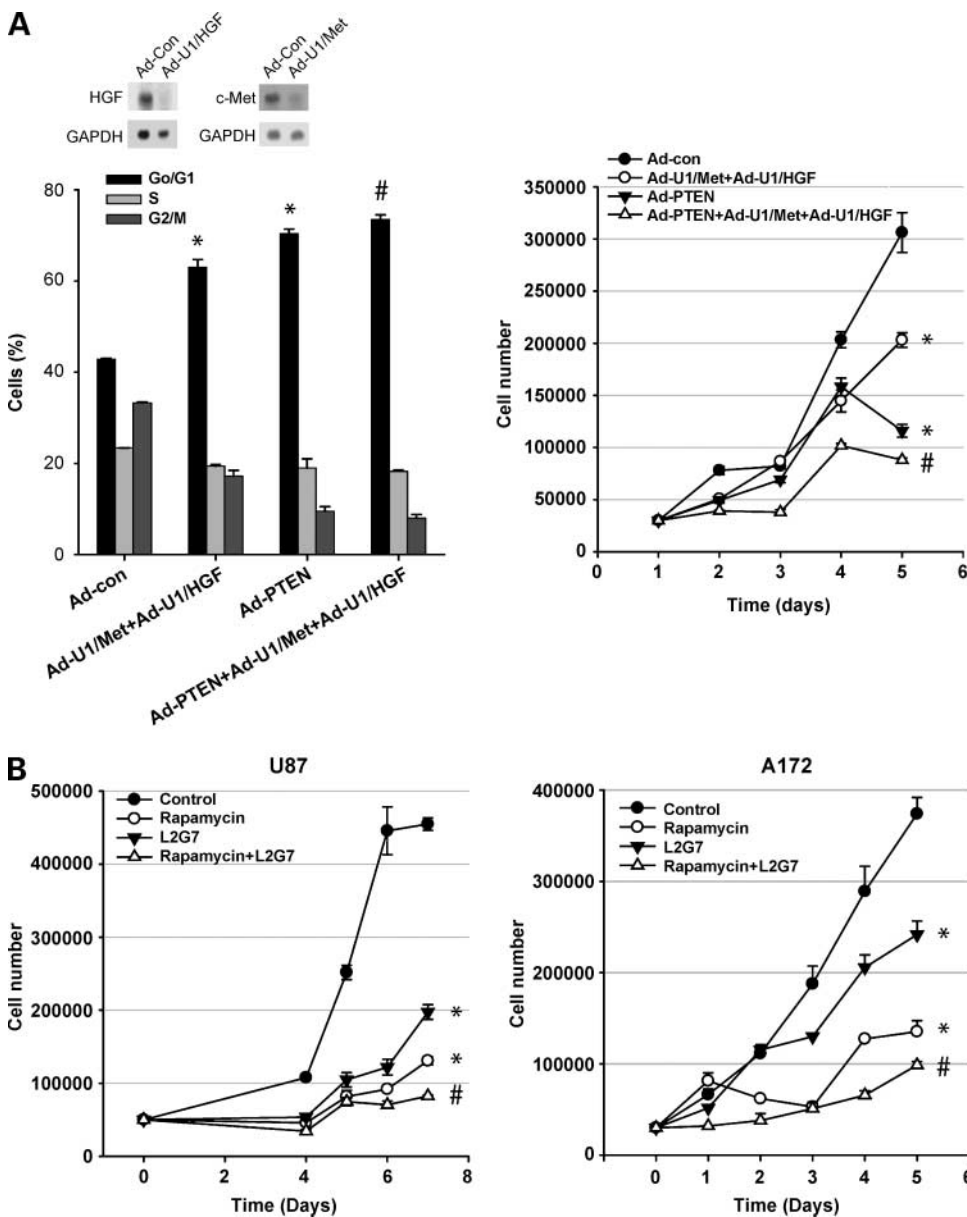 A
Ad-Con
Ad-U1/HGF
HGF
GAPDH
Ad-Con
Ad-U1/Met
c-Met
GAPDH
Go/G1
S
G2/M
80
60
40
20
0
Cells (%)
*
*
#
Ad-con
Ad-U1/Met+Ad-U1/HGF
Ad-PTEN
Ad-PTEN+Ad-U1/Met+Ad-U1/HGF
Ad-con
Ad-U1/Met+Ad-U1/HGF
Ad-PTEN
Ad-PTEN+Ad-U1/Met+Ad-U1/HGF
350000
300000
250000
200000
150000
100000
50000
0
Cell number
*
*
#
0 1 2 3 4 5 6
Time (days)
B
U87
Control
Rapamycin
L2G7
Rapamycin+L2G7
500000
400000
300000
200000
100000
0
Cell number
*
*
#
0 2 4 6 8
Time (Days)
A172
Control
Rapamycin
L2G7
Rapamycin+L2G7
400000
300000
200000
100000
0
Cell number
*
*
#
0 1 2 3 4 5 6
Time (Days)